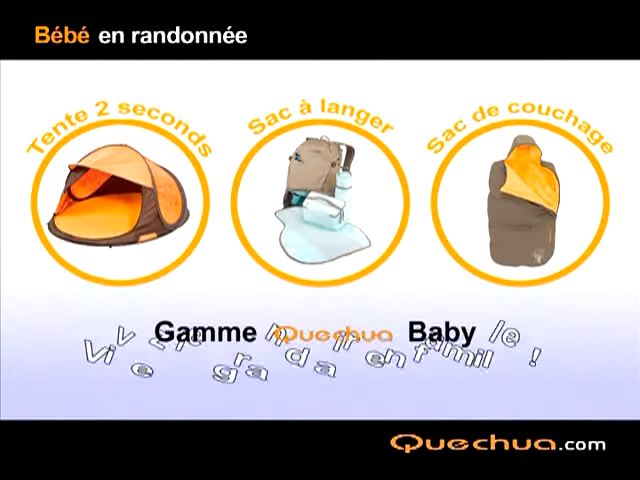 Bébé en randonnée
Tente 2 seconds
Sac à langer
Sac de couchage
Gamme Quechua Baby
Quechua.com